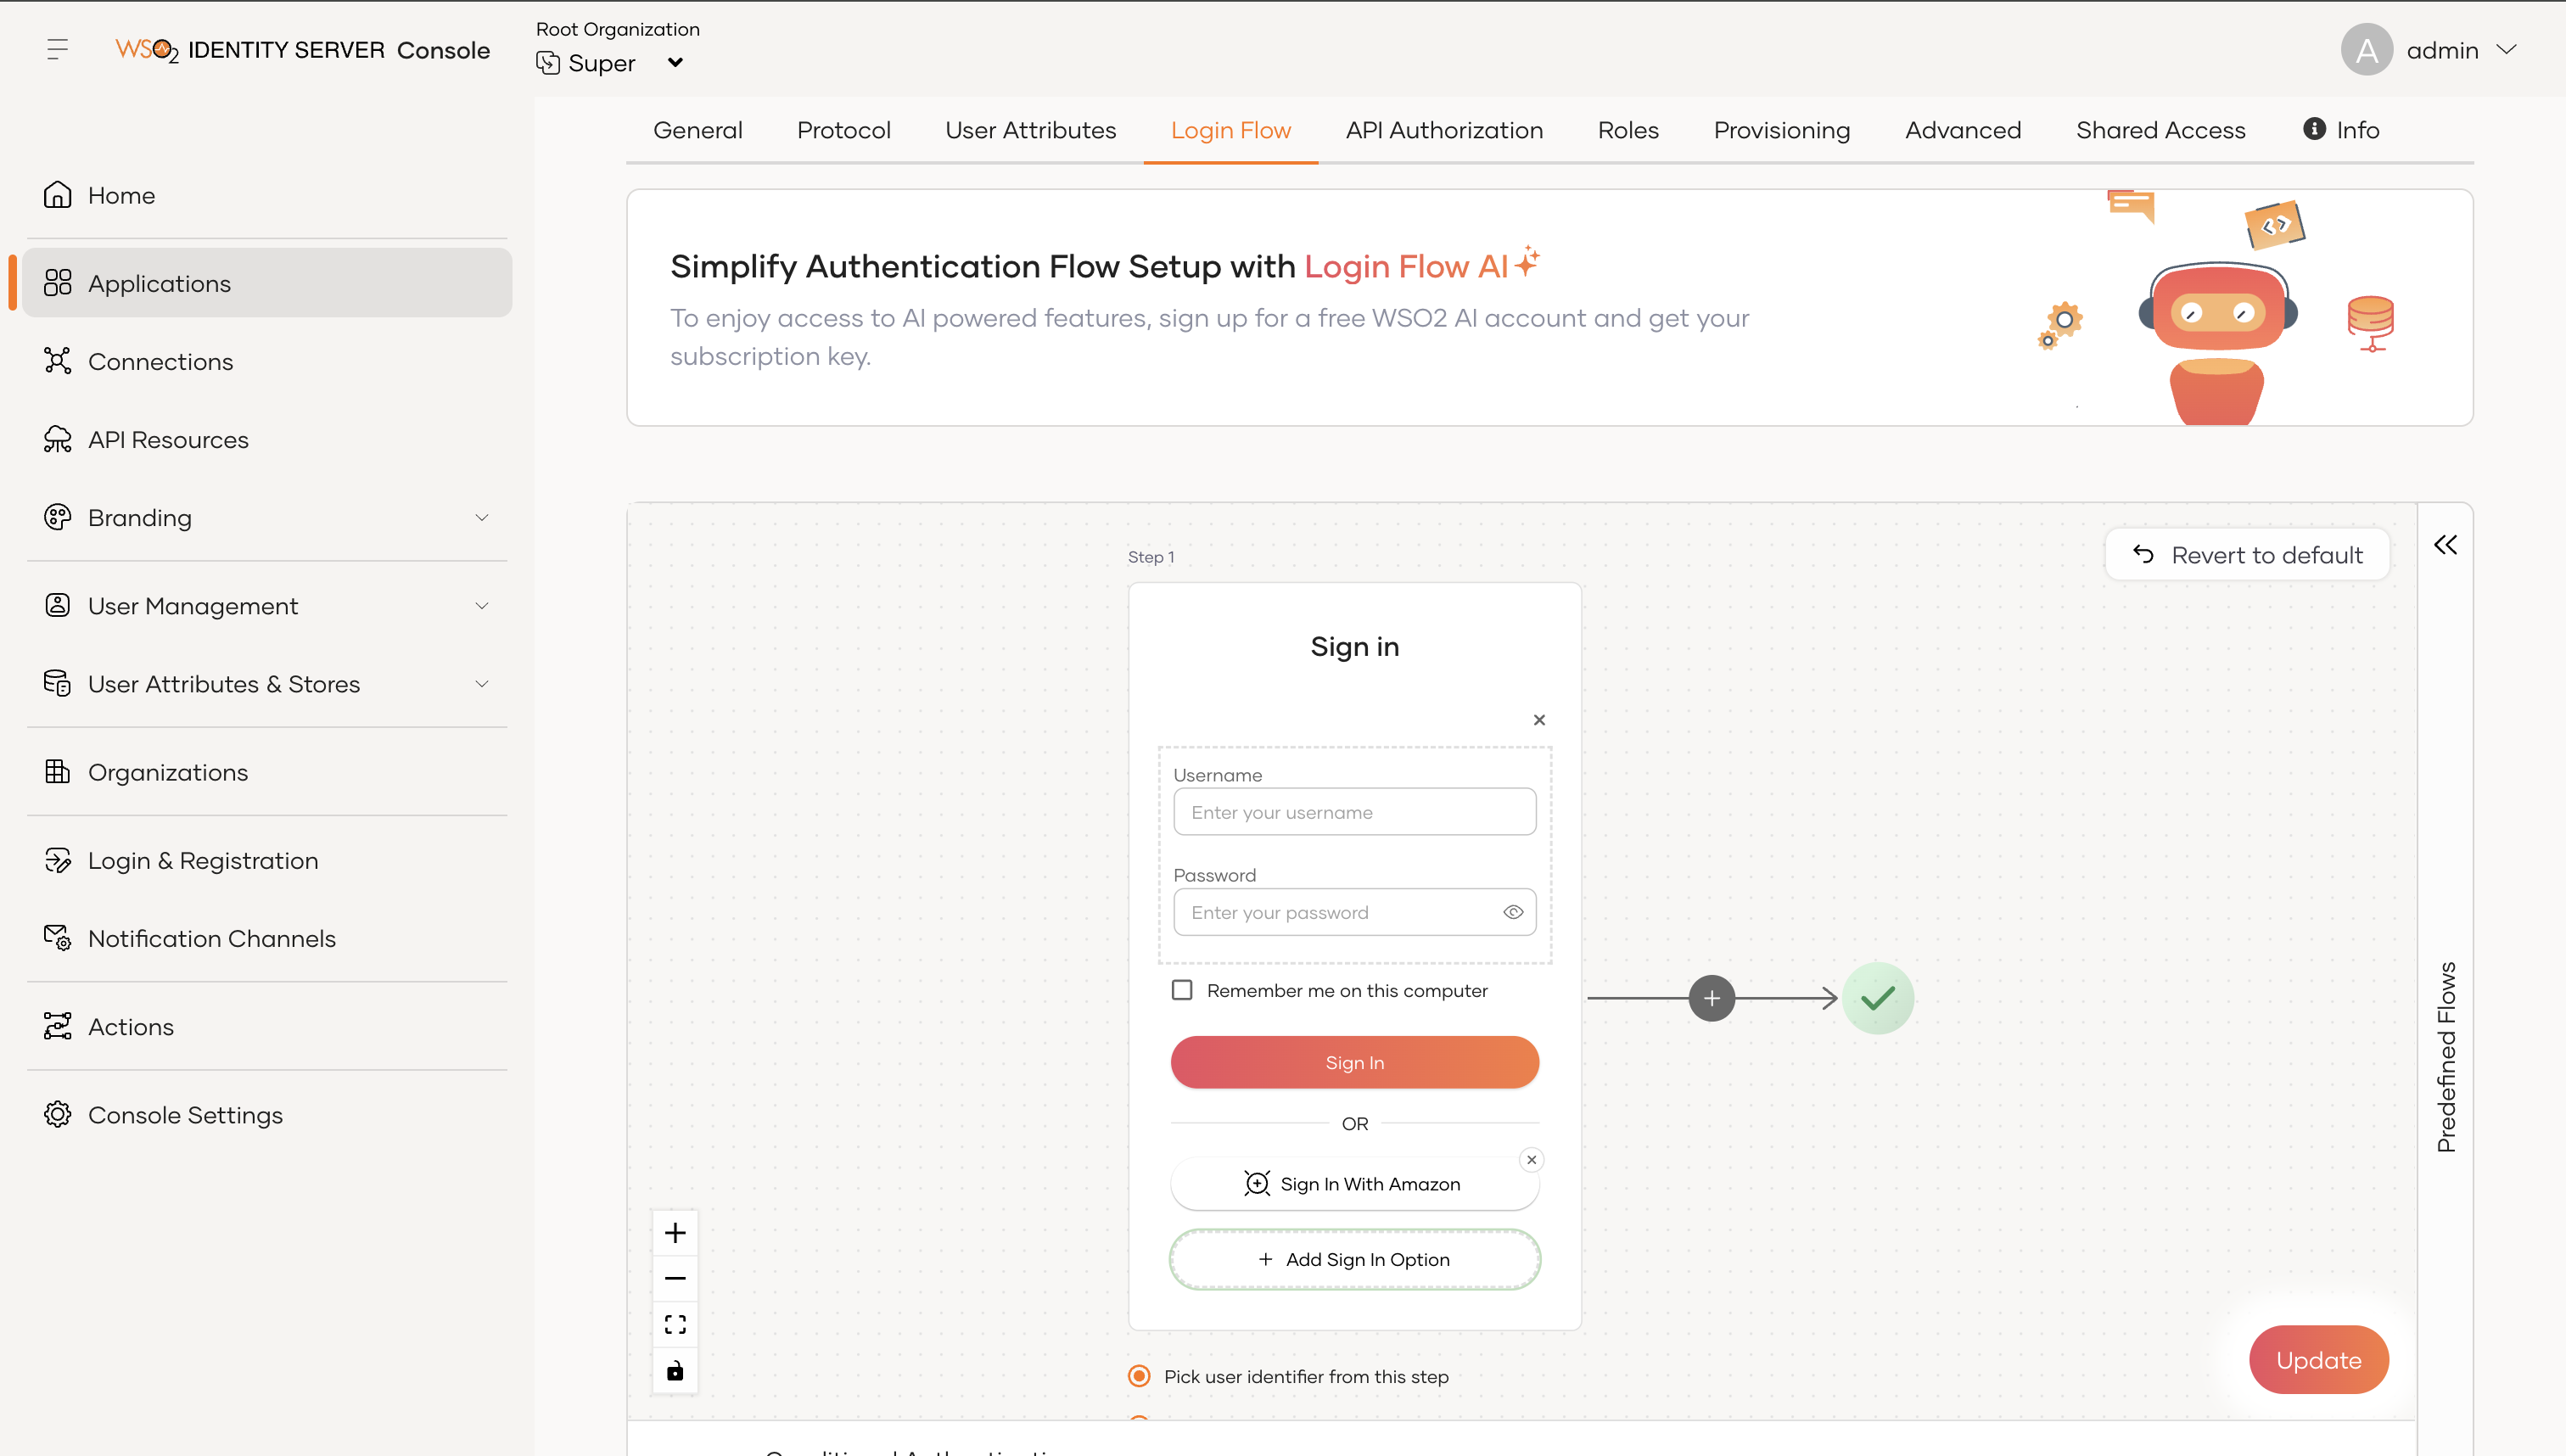 WSO2 IDENTITY SERVER Console
Root Organization
Super
A
admin
Home
Applications
Connections
API Resources
Branding
User Management
User Attributes & Stores
Organizations
Login & Registration
Notification Channels
Actions
Console Settings
General
Protocol
User Attributes
Login Flow
API Authorization
Roles
Provisioning
Advanced
Shared Access
Info
Simplify Authentication Flow Setup with Login Flow AI
To enjoy access to AI powered features, sign up for a free WSO2 AI account and get your
subscription key.
Revert to default
Step 1
Sign in
Username
Enter your username
Password
Enter your password
Remember me on this computer
Sign In
OR
Sign In With Amazon
+ Add Sign In Option
Pick user identifier from this step
Update
Predefined Flows